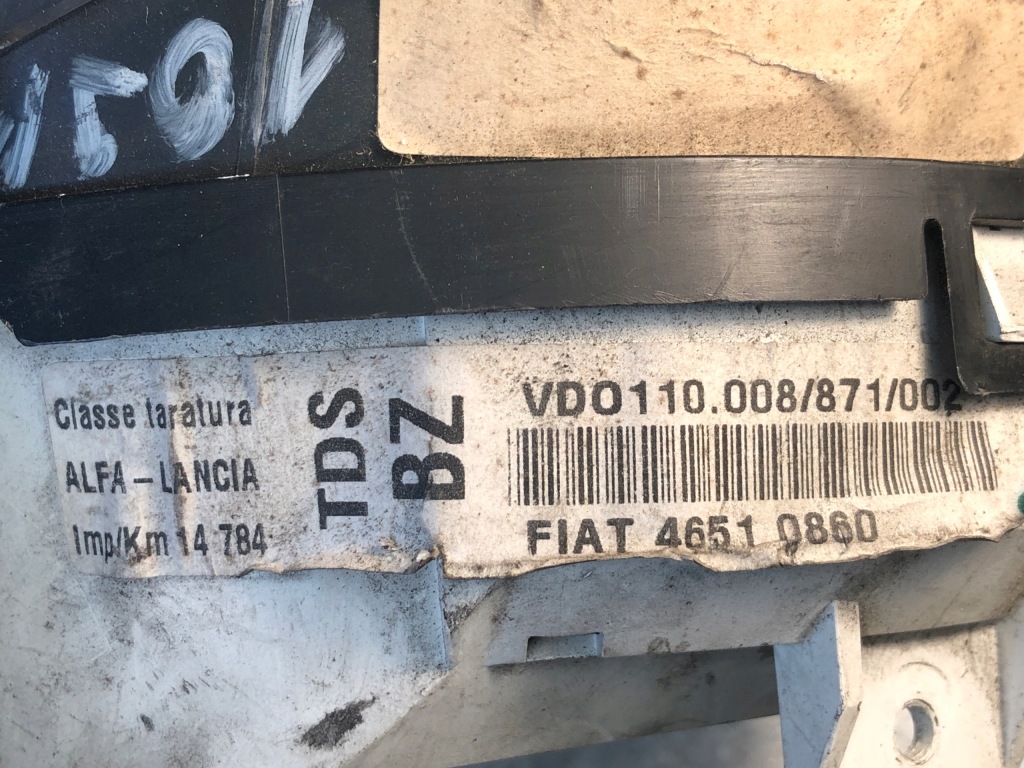 Classe taratura
ALFA – LANCIA
Imp/Km 14 784
TDS
BZ
VDO110.008/871/002
FIAT 4651 0860